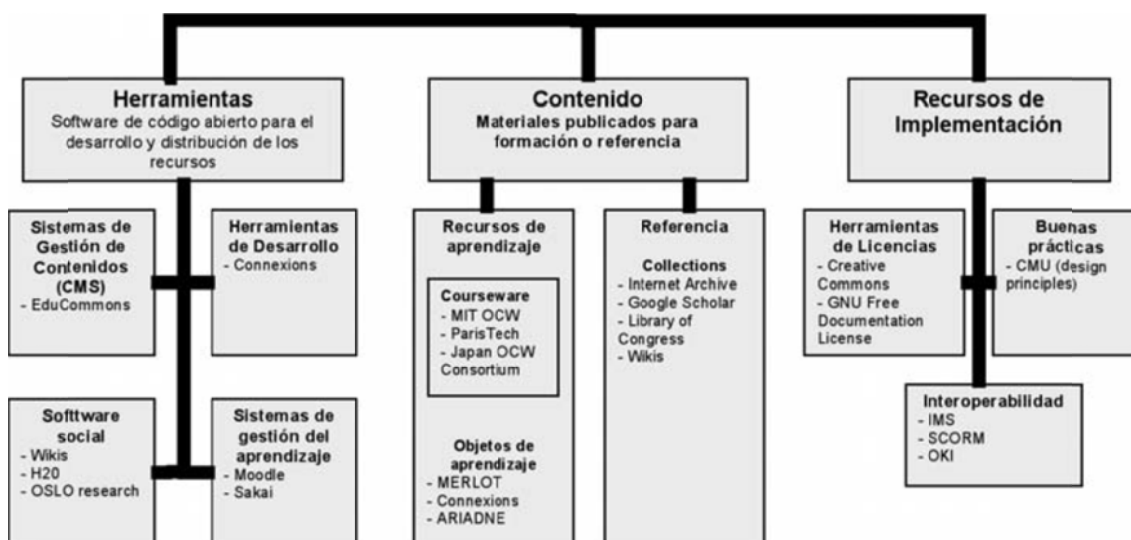 Herramientas
Software de código abierto para el
desarrollo y distribución de los
recursos
Contenido
Materiales publicados para
formación o referencia
Recursos de
Implementación
Sistemas de
Gestión de
Contenidos
(CMS)
- EduCommons
Herramientas
de Desarrollo
- Connexions
Softtware
social
- Wikis
- H20
- OSLO research
Sistemas de
gestión del
aprendizaje
- Moodle
- Sakai
Recursos de
aprendizaje
Courseware
- MIT OCW
- ParisTech
- Japan OCW
Consortium
Objetos de
aprendizaje
- MERLOT
- Connexions
- ARIADNE
Referencia
Collections
- Internet Archive
- Google Scholar
- Library of
Congress
- Wikis
Herramientas
de Licencias
- Creative
Commons
- GNU Free
Documentation
License
Buenas
prácticas
- CMU (design
principles)
Interoperabilidad
- IMS
- SCORM
- OKI